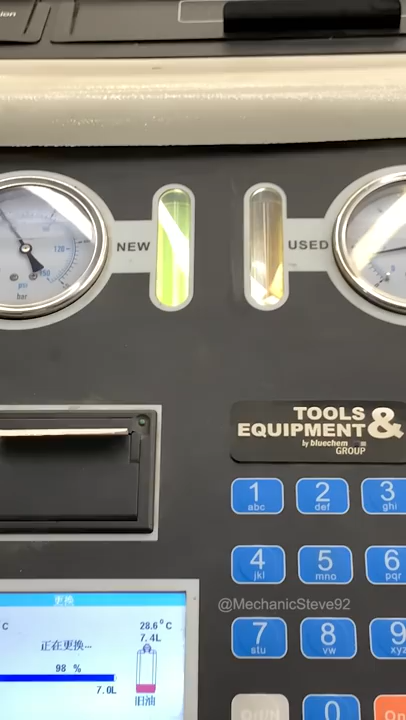 NEW
USED
120
psi
bar
TOOLS
& EQUIPMENT
by bluechem
GROUP
1
abc
2
def
3
ghi
4
jkl
5
mno
6
pqr
@MechanicSteve92
7
stu
8
vw
9
xyz
0
更换
C
28.6°C
7.4L
正在更换...
98 %
7.0L
旧油